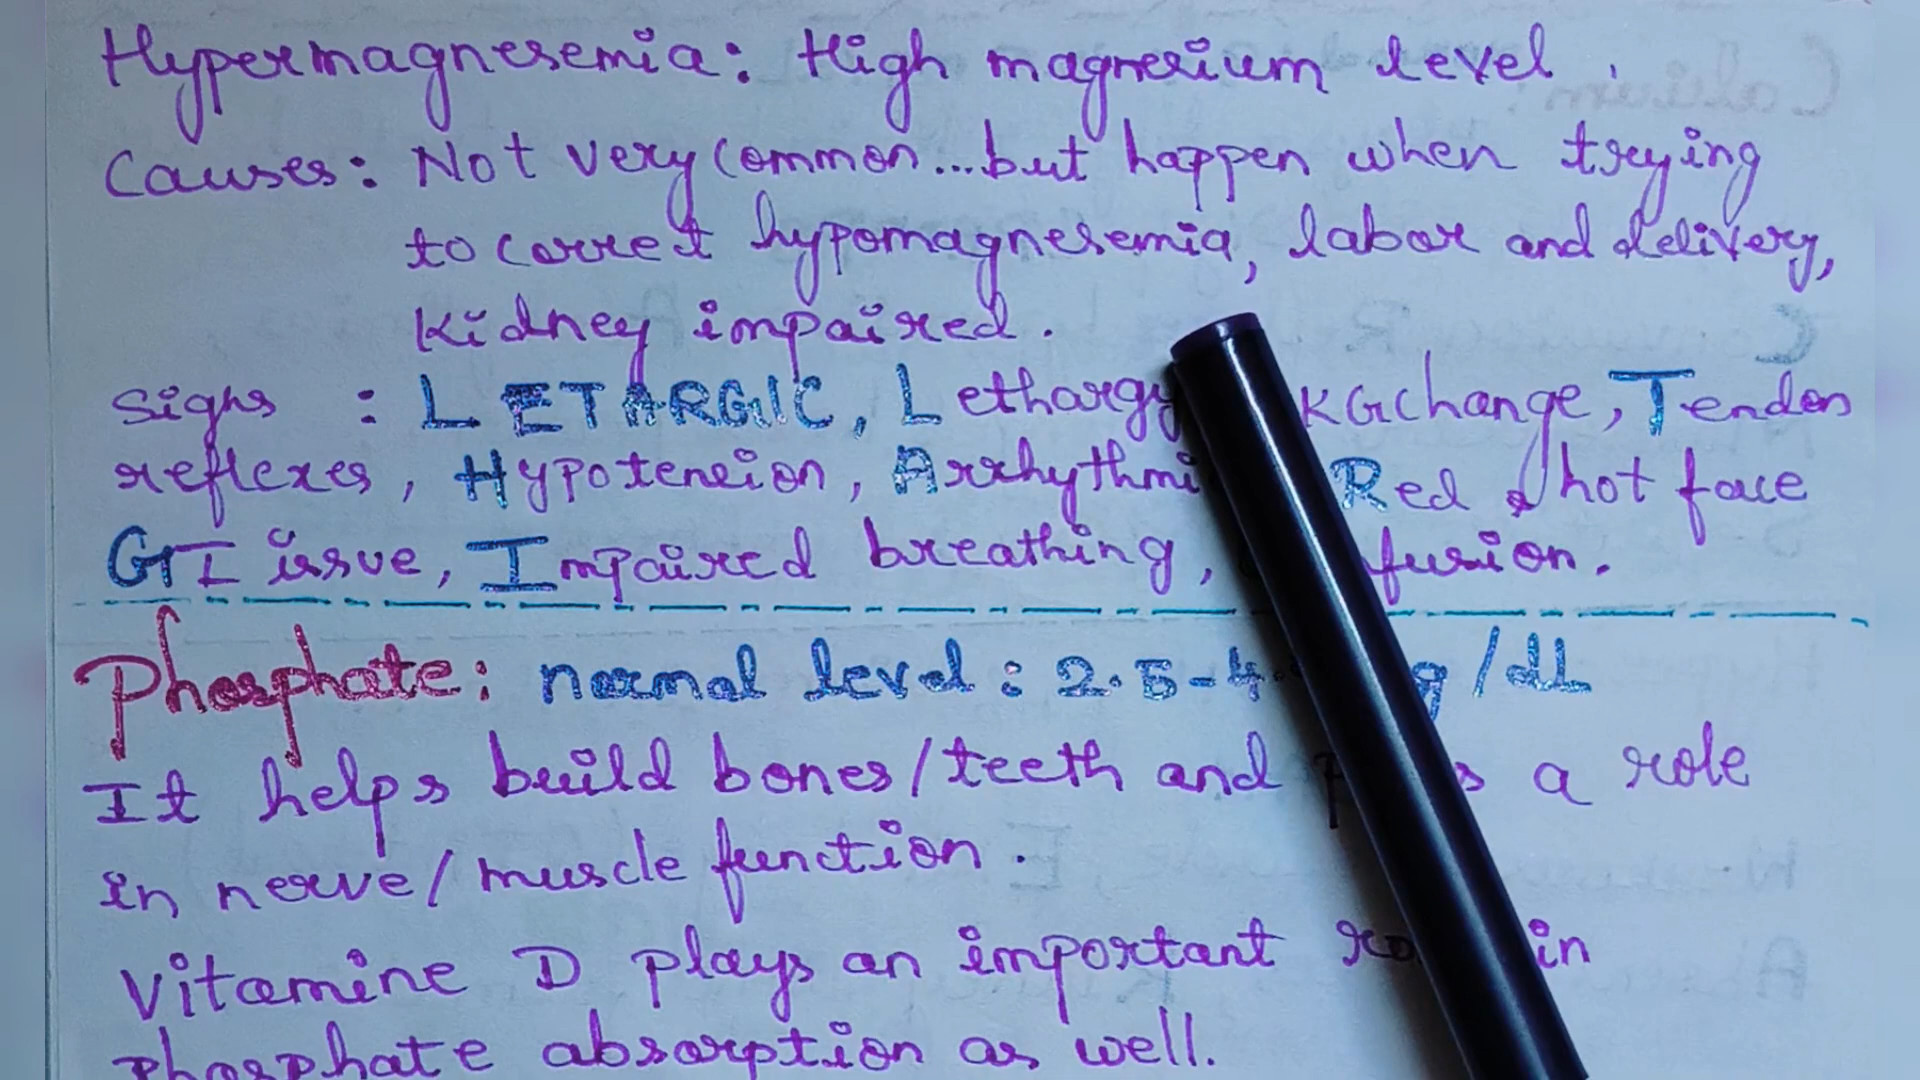 Hypermagnesemia: High magnesium level.
Causes: Not very common...but happen when trying
to correct hypomagnesemia, labor and delivery,
Kidney impaired.
Signs : LETARGIC, Lethargy KG change, Tendon
reflexes, Hypotension, Arrhythmi Red & hot face
GI issue, Impaired breathing, fusion.
Phosphate: normal level: 2.5-4. g/dL
It helps build bones/teeth and a role
in nerve/muscle function.
Vitamine D plays an important in
phosphate absorption as well.